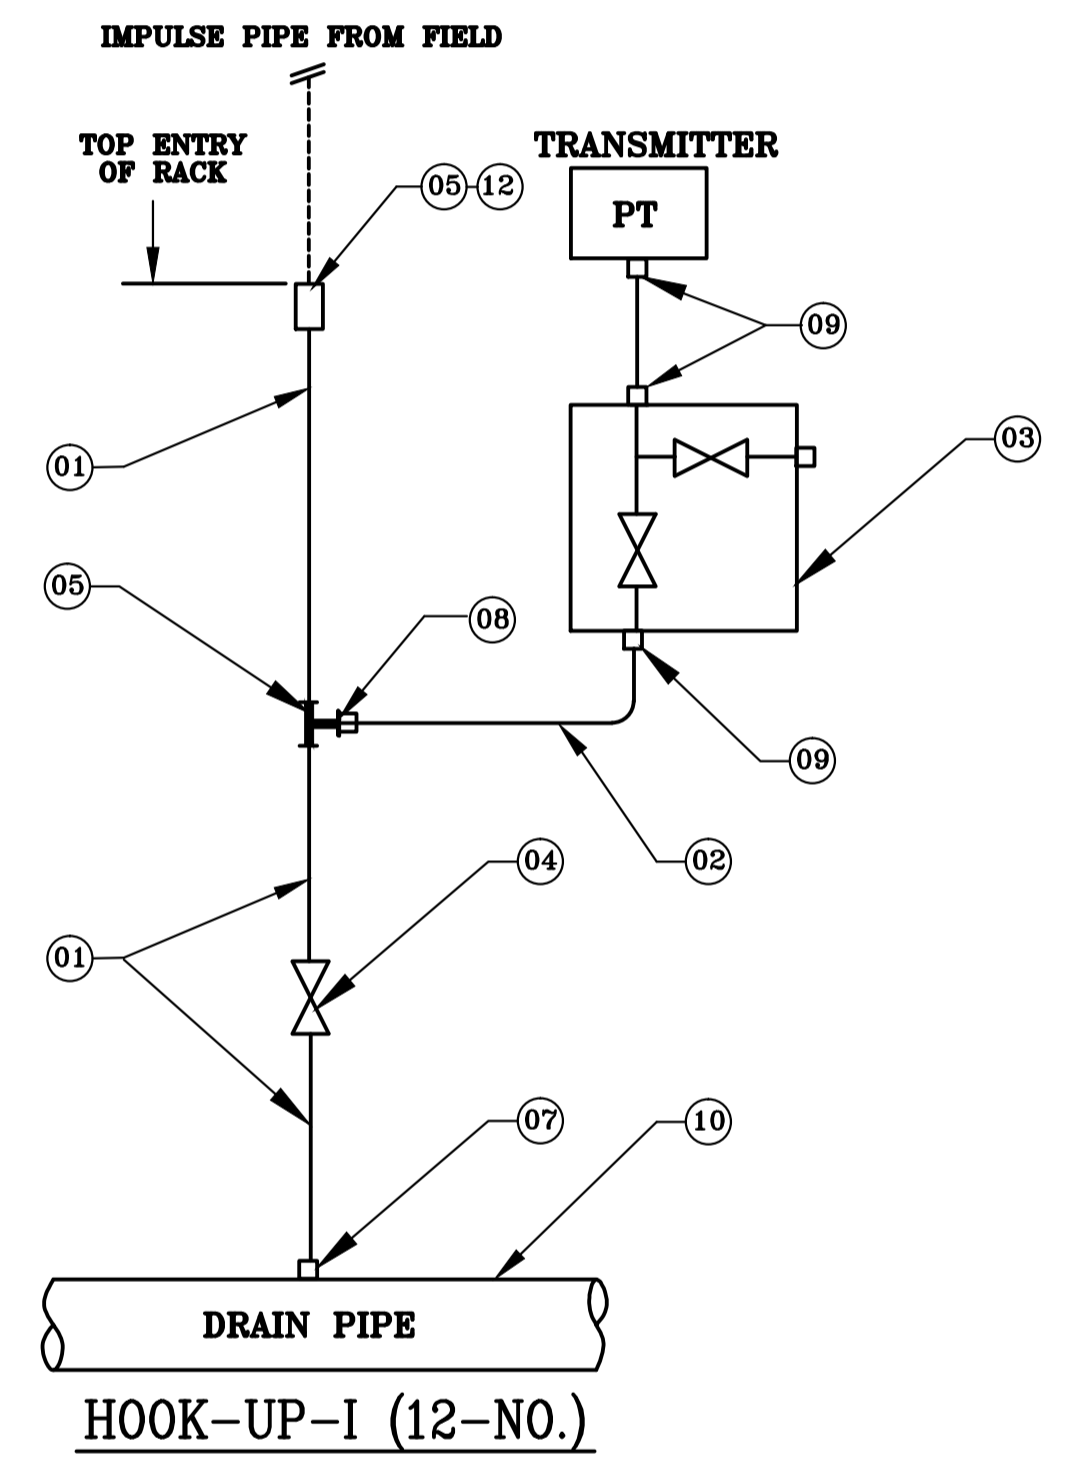 IMPULSE PIPE FROM FIELD
TOP ENTRY
OF RACK
TRANSMITTER
05 12
PT
09
03
01
05
08
09
02
04
01
07
10
DRAIN PIPE
HOOK-UP-I (12-NO.)